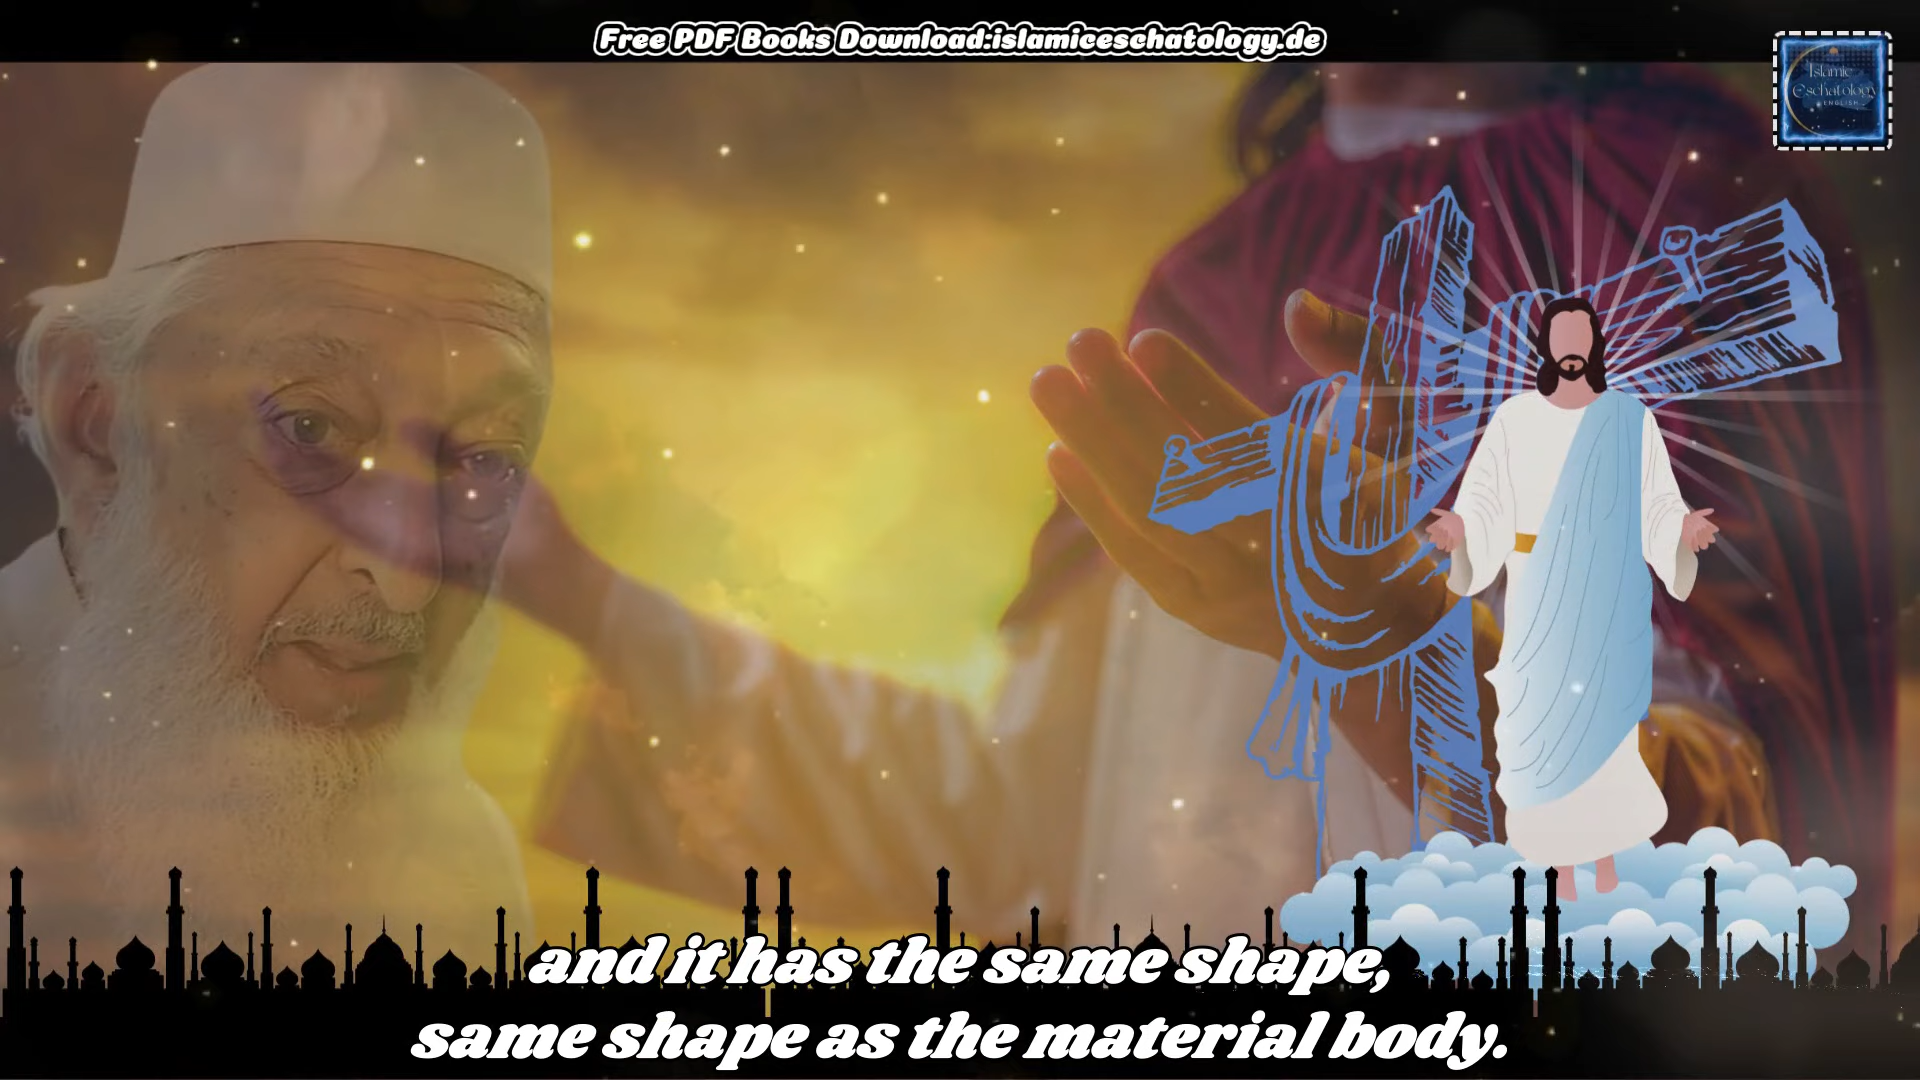 Free PDF Books Download:islamiceschatology.de
Islamic
Eschatology
ENGLISH
and it has the same shape,
same shape as the material body.